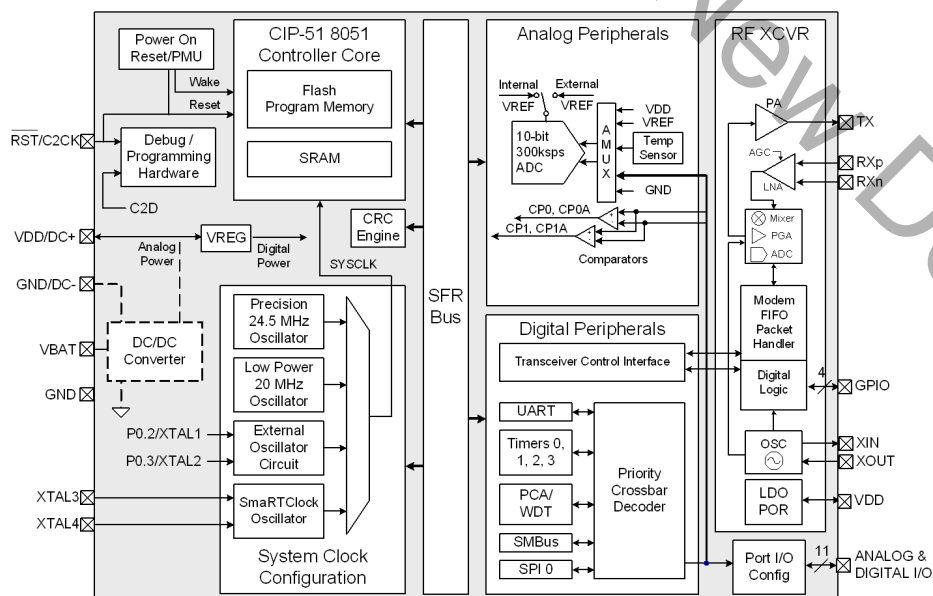 Power On
Reset/PMU
Wake
Reset
RST/C2CK
Debug /
Programming
Hardware
C2D
CIP-51 8051
Controller Core
Flash
Program Memory
SRAM
VDD/DC+
VREG
Analog
Power
Digital
Power
CRC
Engine
SYSCLK
GND/DC-
VBAT
DC/DC
Converter
GND
P0.2/XTAL1
P0.3/XTAL2
XTAL3
XTAL4
Precision
24.5 MHz
Oscillator
Low Power
20 MHz
Oscillator
External
Oscillator
Circuit
SmaRTClock
Oscillator
System Clock
Configuration
SFR
Bus
Analog Peripherals
Internal
VREF
External
VREF
10-bit
300ksps
ADC
A
M
U
X
VDD
VREF
Temp
Sensor
GND
CP0, CP0A
CP1, CP1A
+
-
+
-
Comparators
Digital Peripherals
Transceiver Control Interface
UART
Timers 0,
1, 2, 3
PCA/
WDT
SMBus
SPI 0
Priority
Crossbar
Decoder
RF XCVR
PA
AGC
LNA
Mixer
PGA
ADC
Modem
FIFO
Packet
Handler
Digital
Logic
OSC
LDO
POR
TX
RXp
RXn
4
GPIO
XIN
XOUT
VDD
Port I/O
Config
11
ANALOG &
DIGITAL I/O
New D